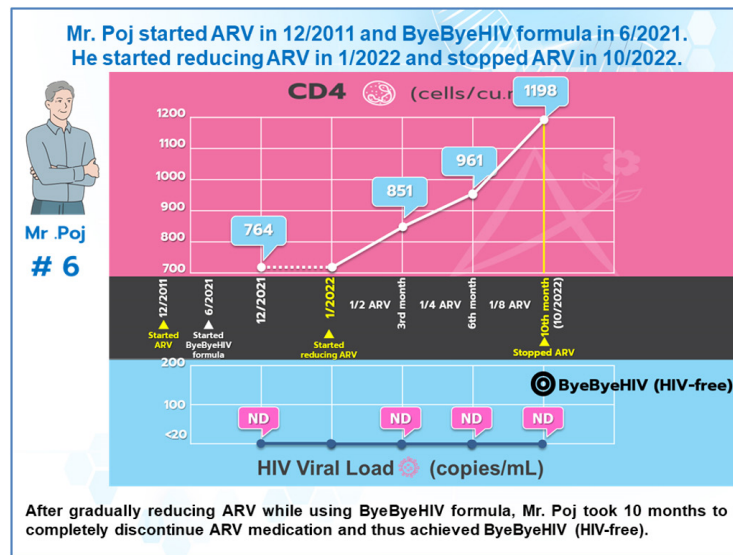 Mr. Poj started ARV in 12/2011 and ByeByeHIV formula in 6/2021.
He started reducing ARV in 1/2022 and stopped ARV in 10/2022.
CD4 (cells/cu.
1198
1200
1100
1000
900
800
700
961
851
764
Mr .Poj
# 6
12/2011
6/2021
12/2021
1/2022
1/2 ARV
3rd month
1/4 ARV
6th month
1/8 ARV
10th month
(10/2022)
Started
ARV
Started
ByeByeHIV
formula
Started
reducing ARV
Stopped ARV
200
100
<20
ByeByeHIV (HIV-free)
ND
ND
ND
ND
HIV Viral Load (copies/mL)
After gradually reducing ARV while using ByeByeHIV formula, Mr. Poj took 10 months to
completely discontinue ARV medication and thus achieved ByeByeHIV (HIV-free).